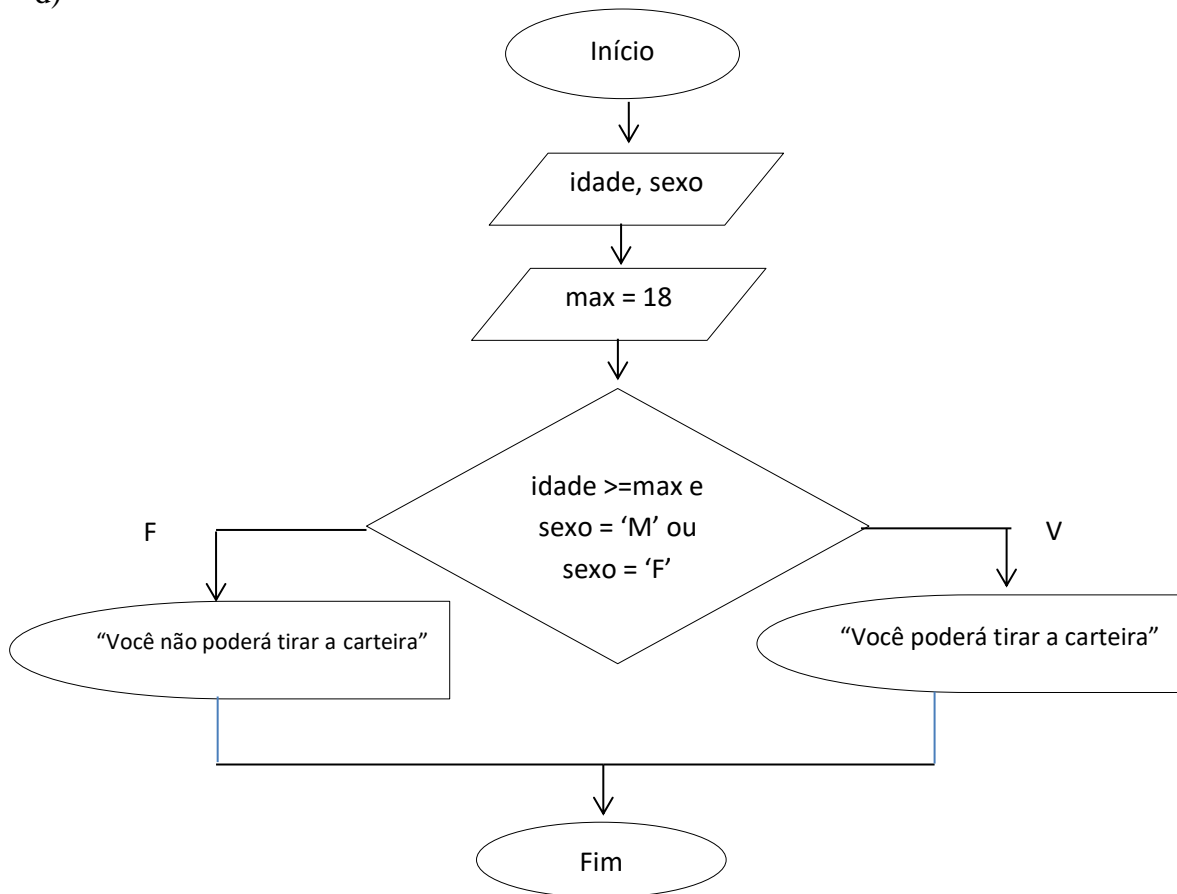 d)
Início
idade, sexo
max = 18
idade >=max e
sexo = ‘M’ ou
sexo = ‘F’
F
V
“Você não poderá tirar a carteira”
“Você poderá tirar a carteira”
Fim